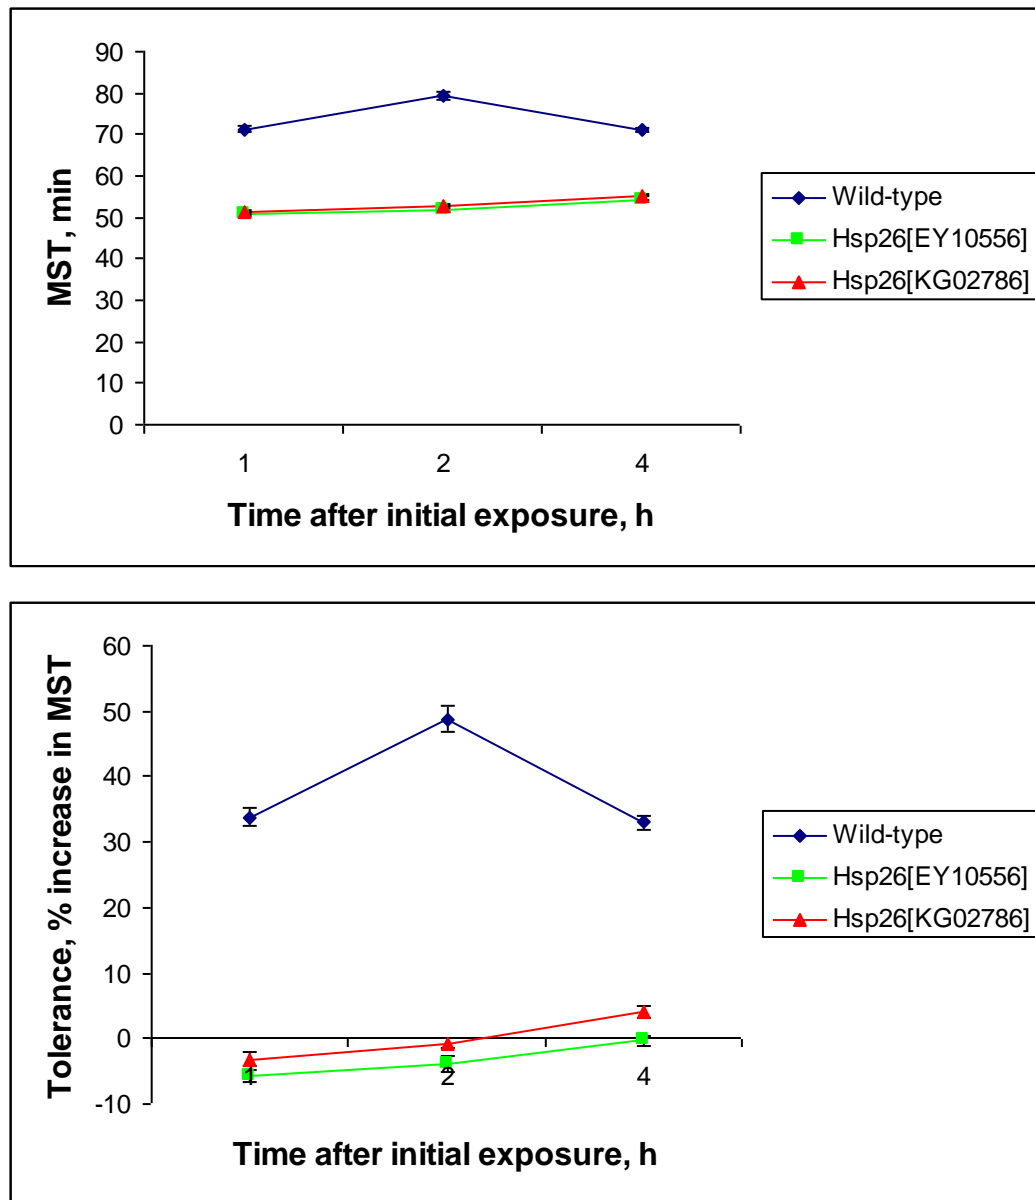 90
80
70
60
50
40
30
20
10
0
MST, min
1 2 4
Time after initial exposure, h
Wild-type
Hsp26[EY10556]
Hsp26[KG02786]
60
50
40
30
20
10
0
-10
Tolerance, % increase in MST
1 2 4
Time after initial exposure, h
Wild-type
Hsp26[EY10556]
Hsp26[KG02786]